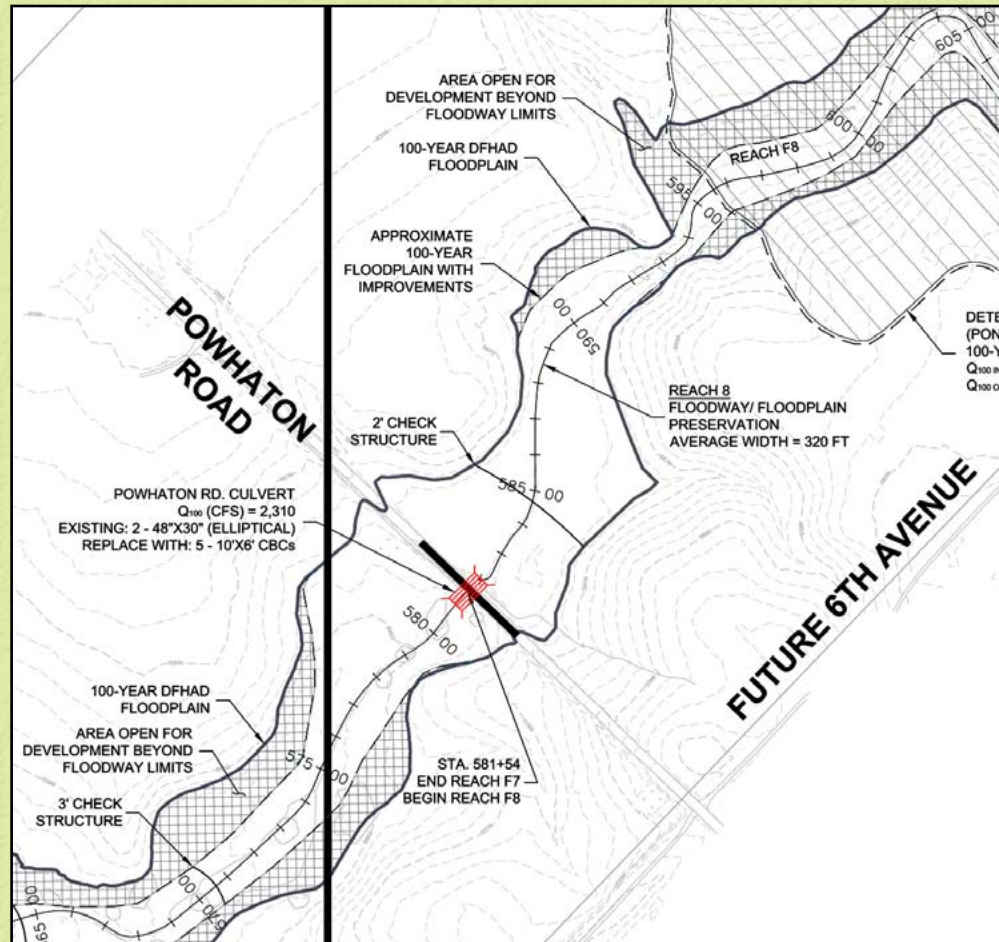 AREA OPEN FOR
DEVELOPMENT BEYOND
FLOODWAY LIMITS
100-YEAR DFHAD
FLOODPLAIN
APPROXIMATE
100-YEAR
FLOODPLAIN WITH
IMPROVEMENTS
605+00
600+00
REACH F8
595+00
590+00
POWHATON
ROAD
2' CHECK
STRUCTURE
585+00
REACH 8
FLOODWAY/ FLOODPLAIN
PRESERVATION
AVERAGE WIDTH = 320 FT
DETE
(PON
100-Y
Q100 IN
Q100 O
POWHATON RD. CULVERT
Q100 (CFS) = 2,310
EXISTING: 2 - 48"X30" (ELLIPTICAL)
REPLACE WITH: 5 - 10'X6' CBCs
580+00
FUTURE 6TH AVENUE
100-YEAR DFHAD
FLOODPLAIN
AREA OPEN FOR
DEVELOPMENT BEYOND
FLOODWAY LIMITS
575+00
3' CHECK
STRUCTURE
STA. 581+54
END REACH F7
BEGIN REACH F8
570+00
565+00